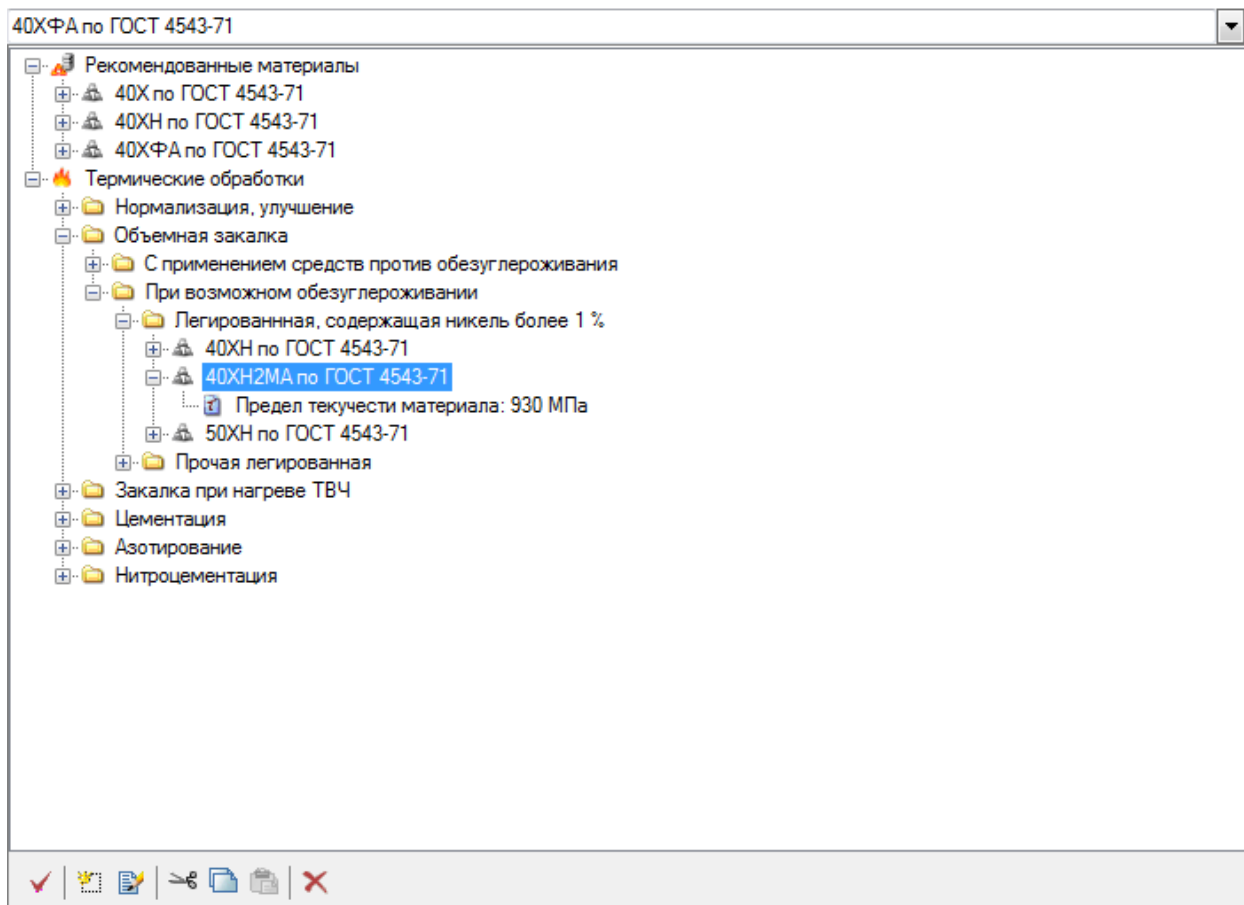 40ХФА по ГОСТ 4543-71
Рекомендованные материалы
40Х по ГОСТ 4543-71
40ХН по ГОСТ 4543-71
40ХФА по ГОСТ 4543-71
Термические обработки
Нормализация, улучшение
Объемная закалка
С применением средств против обезуглероживания
При возможном обезуглероживании
Легированнная, содержащая никель более 1 %
40ХН по ГОСТ 4543-71
40ХН2МА по ГОСТ 4543-71
Предел текучести материала: 930 МПа
50ХН по ГОСТ 4543-71
Прочая легированная
Закалка при нагреве ТВЧ
Цементация
Азотирование
Нитроцементация